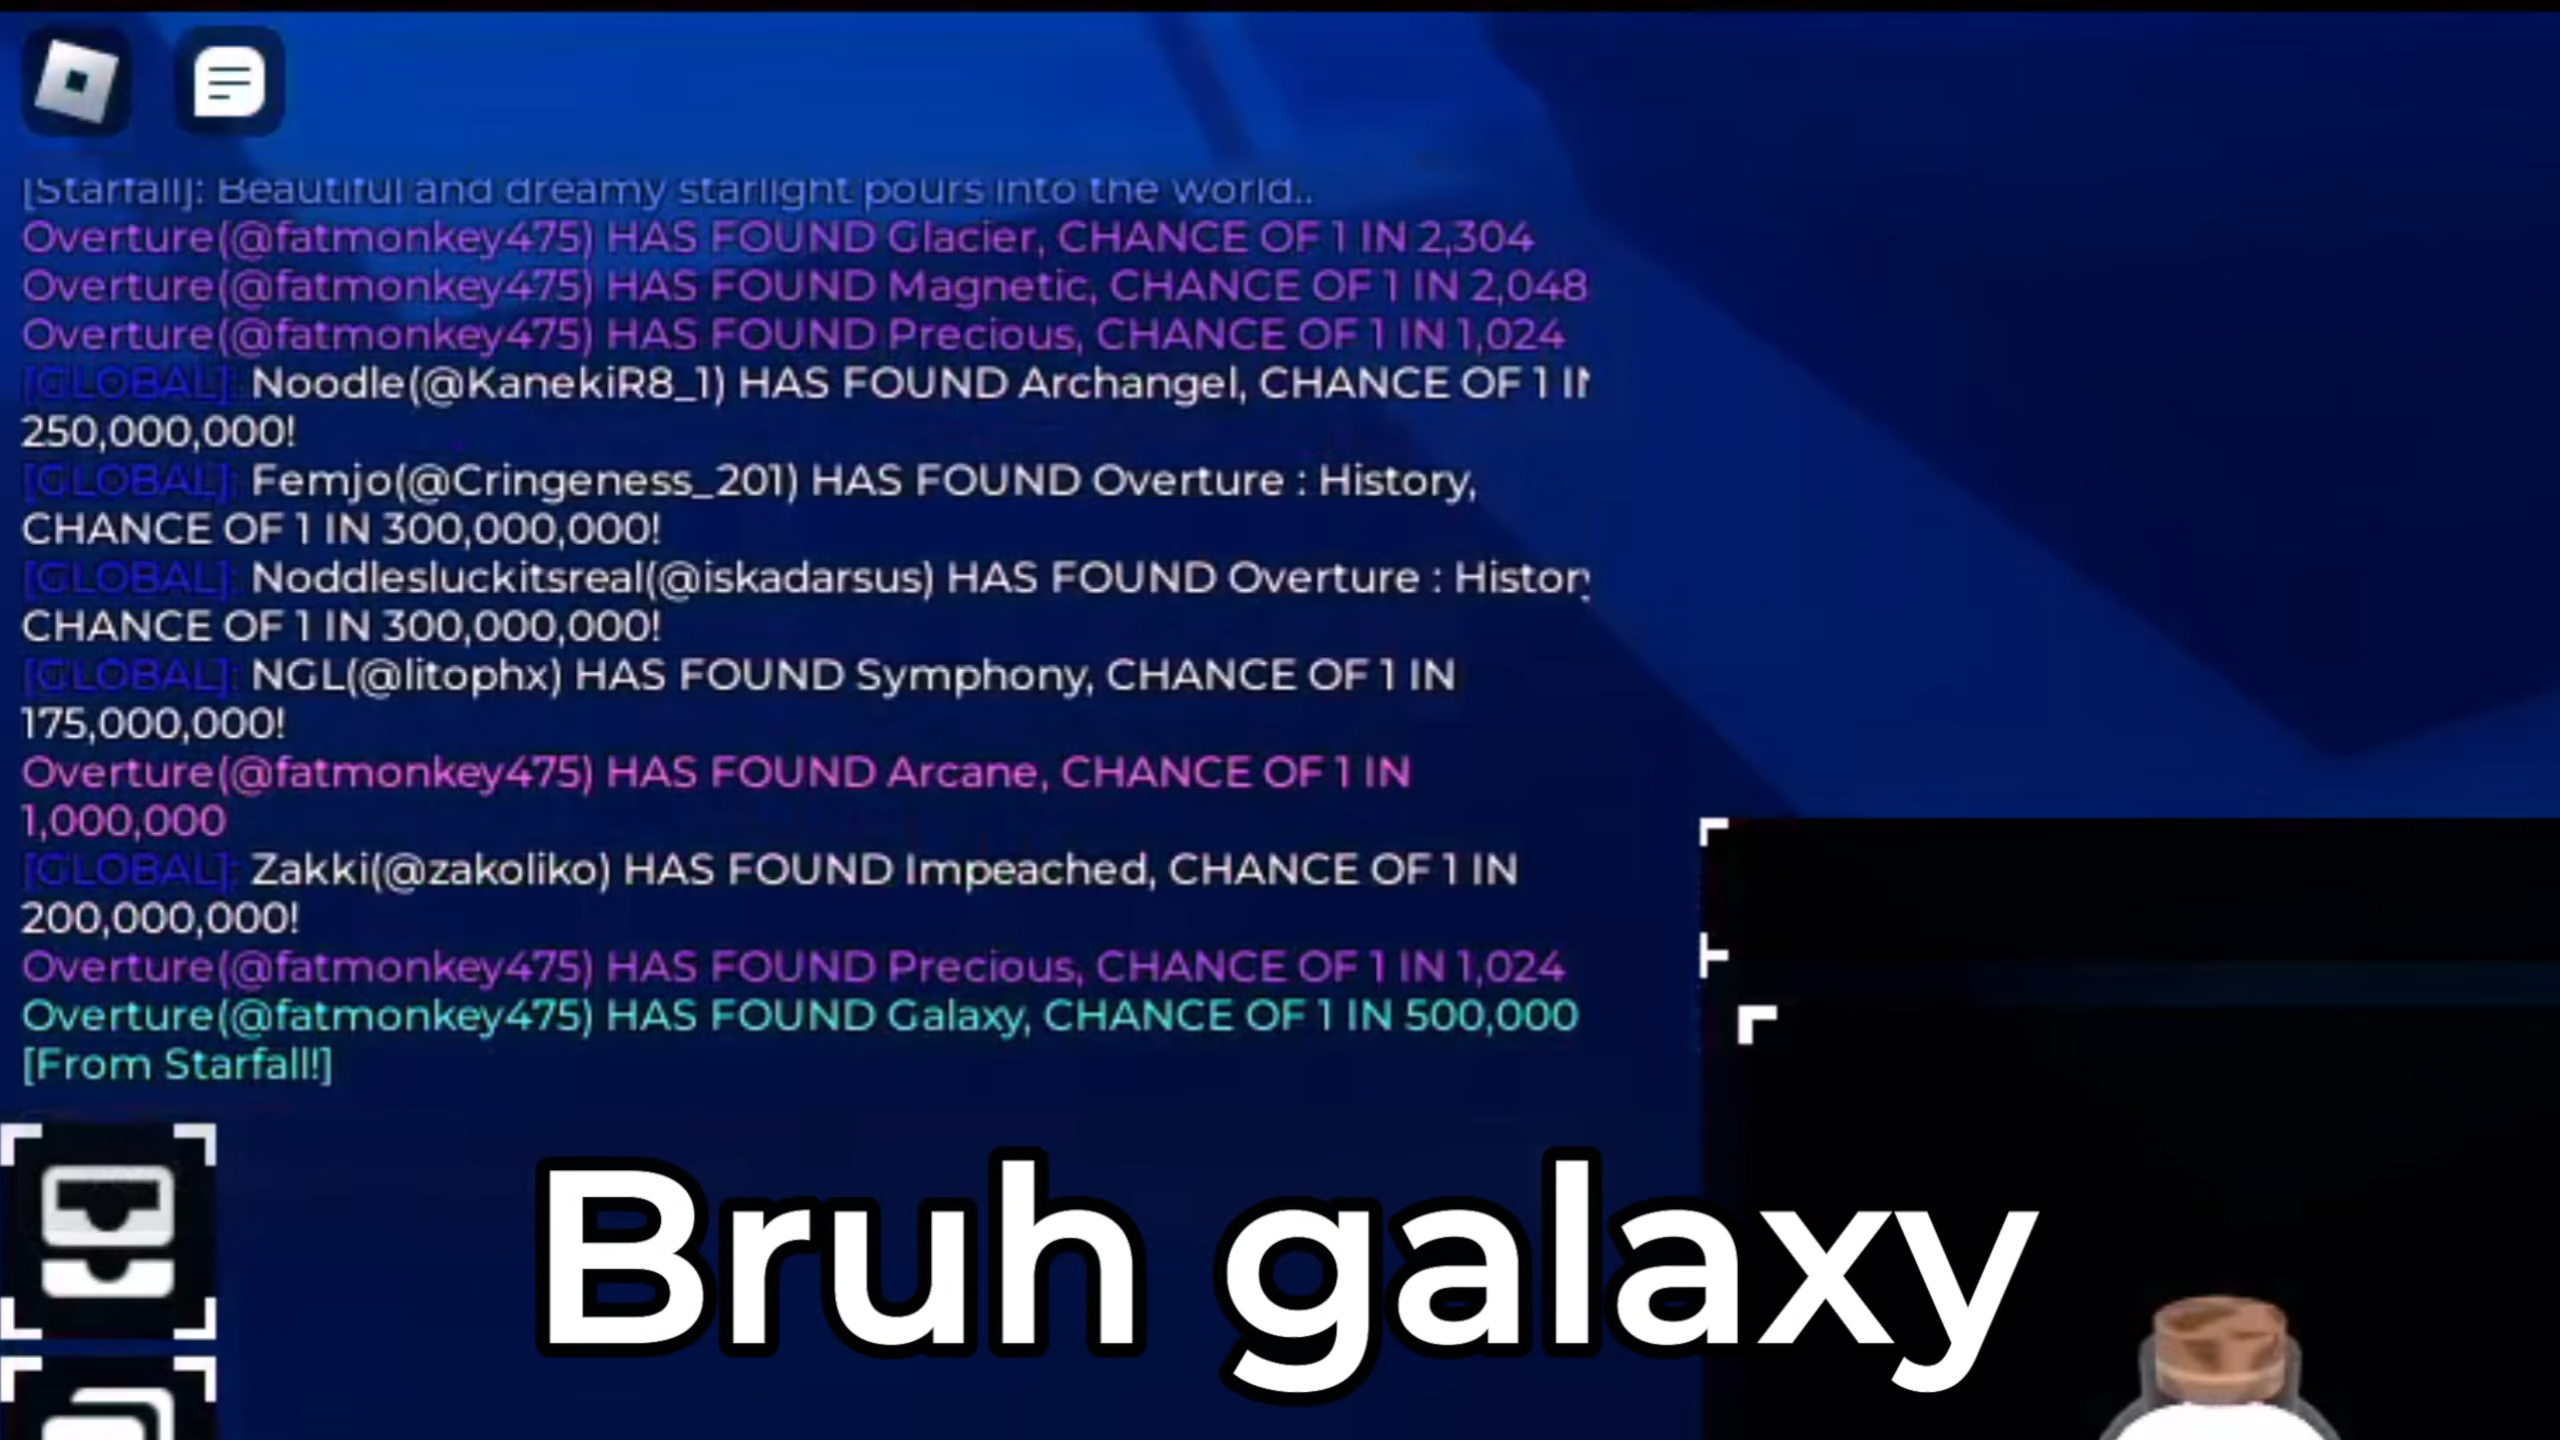 [Starfall]: Beautiful and dreamy starlight pours into the world..
Overture(@fatmonkey475) HAS FOUND Glacier, CHANCE OF 1 IN 2,304
Overture(@fatmonkey475) HAS FOUND Magnetic, CHANCE OF 1 IN 2,048
Overture(@fatmonkey475) HAS FOUND Precious, CHANCE OF 1 IN 1,024
[GLOBAL]: Noodle(@KanekiR8_1) HAS FOUND Archangel, CHANCE OF 1 IN
250,000,000!
[GLOBAL]: Femjo(@Cringeness_201) HAS FOUND Overture : History,
CHANCE OF 1 IN 300,000,000!
[GLOBAL]: Noddlesluckitsreal(@iskadarsus) HAS FOUND Overture : History
CHANCE OF 1 IN 300,000,000!
[GLOBAL]: NGL(@litophx) HAS FOUND Symphony, CHANCE OF 1 IN
175,000,000!
Overture(@fatmonkey475) HAS FOUND Arcane, CHANCE OF 1 IN
1,000,000
[GLOBAL]: Zakki(@zakoliko) HAS FOUND Impeached, CHANCE OF 1 IN
200,000,000!
Overture(@fatmonkey475) HAS FOUND Precious, CHANCE OF 1 IN 1,024
Overture(@fatmonkey475) HAS FOUND Galaxy, CHANCE OF 1 IN 500,000
[From Starfall!]
Bruh galaxy